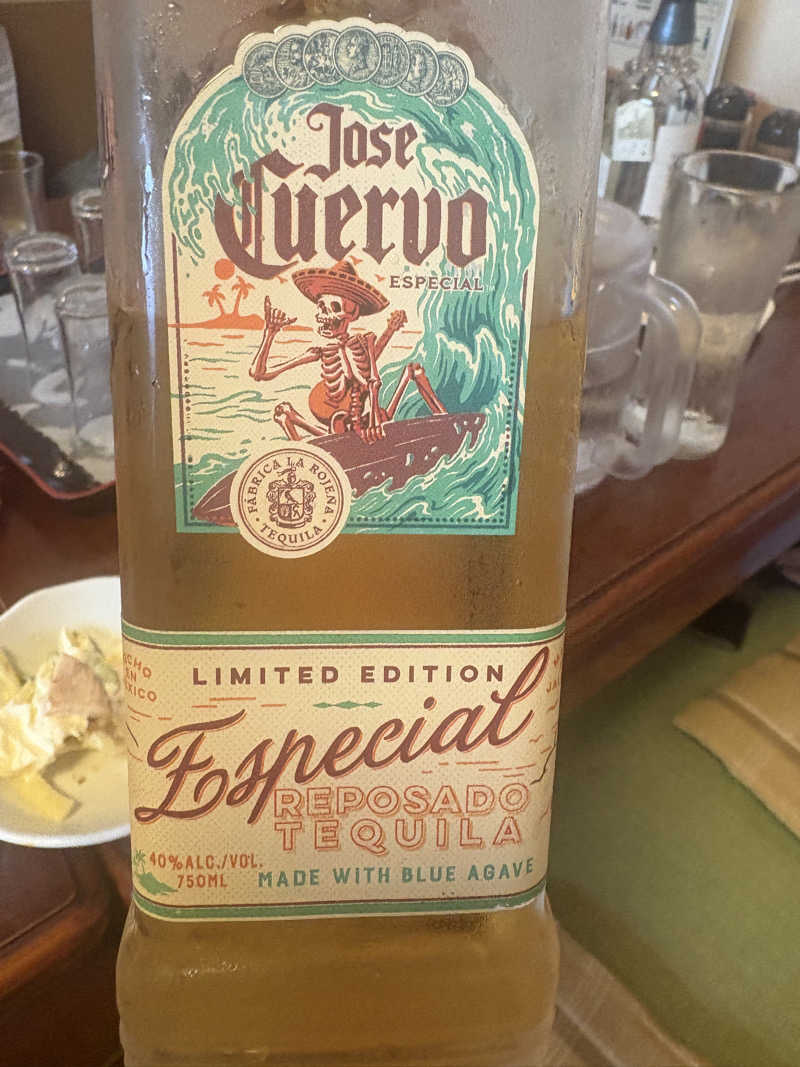 Jose
Cuervo
ESPECIAL
FÁBRICA LA ROJEÑA
TEQUILA
LIMITED EDITION
Especial
REPOSADO
TEQUILA
40%ALC./VOL.
750ML
MADE WITH BLUE AGAVE